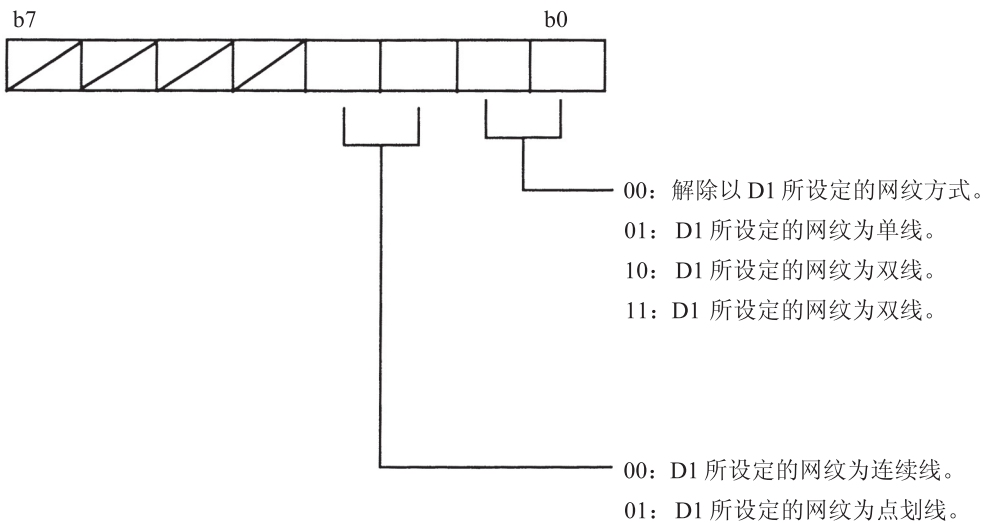 b7 b0
00：解除以 D1 所设定的网纹方式。
01：D1 所设定的网纹为单线。
10：D1 所设定的网纹为双线。
11：D1 所设定的网纹为双线。
00：D1 所设定的网纹为连续线。
01：D1 所设定的网纹为点划线。